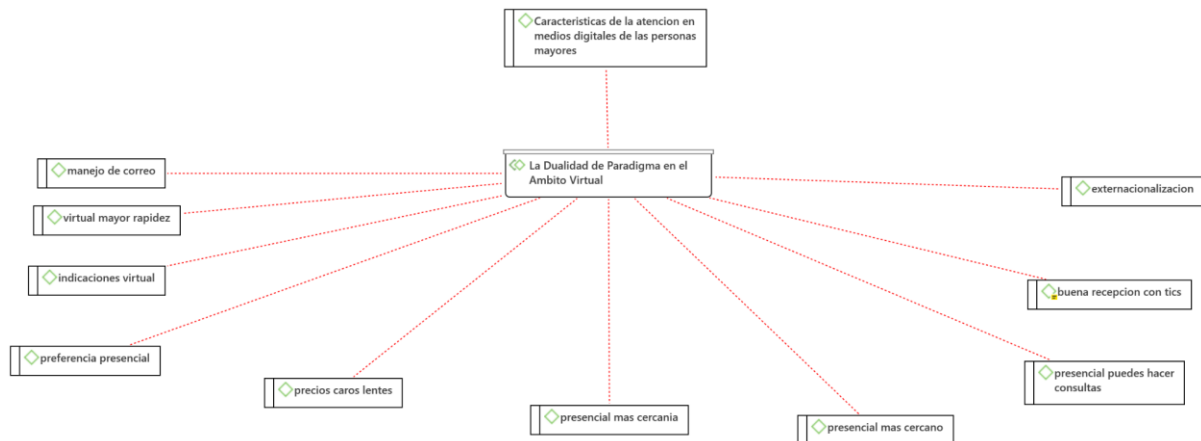 Caracteristicas de la atencion en
medios digitales de las personas
mayores
La Dualidad de Paradigma en el
Ambito Virtual
manejo de correo
externacionalizacion
virtual mayor rapidez
indicaciones virtual
buena recepcion con tics
preferencia presencial
presencial puedes hacer
consultas
precios caros lentes
presencial mas cercania
presencial mas cercano